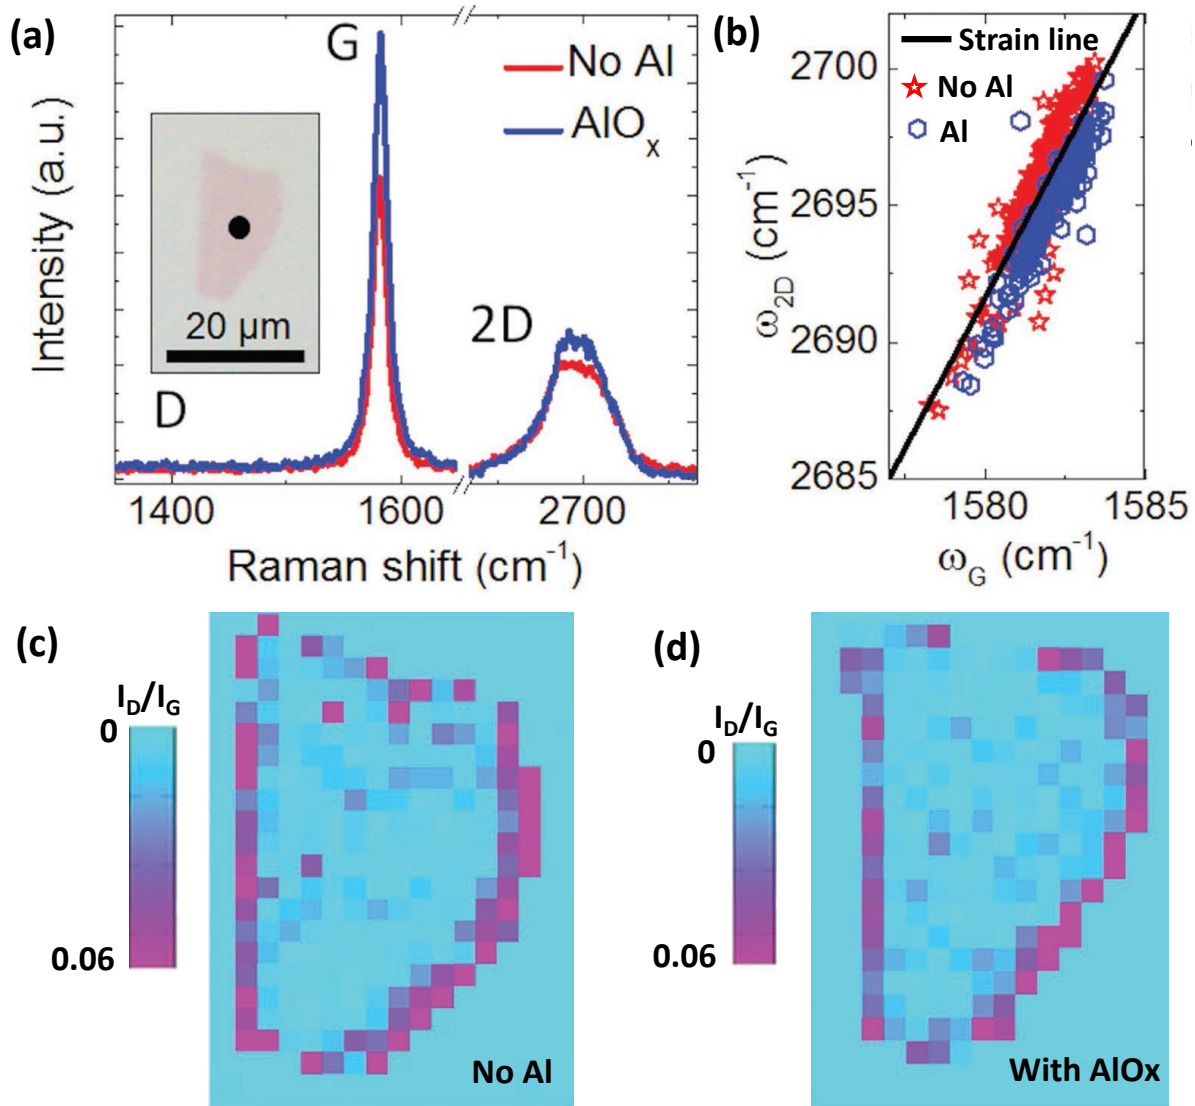 (a)
G
No Al
AlOx
20 µm
D
2D
Intensity (a.u.)
1400
1600
2700
Raman shift (cm-1)
(b)
Strain line
No Al
Al
2700
2695
2690
2685
ω2D (cm-1)
1580
1585
ωG (cm-1)
(c)
ID/IG
0
0.06
No Al
(d)
ID/IG
0
0.06
With AlOx